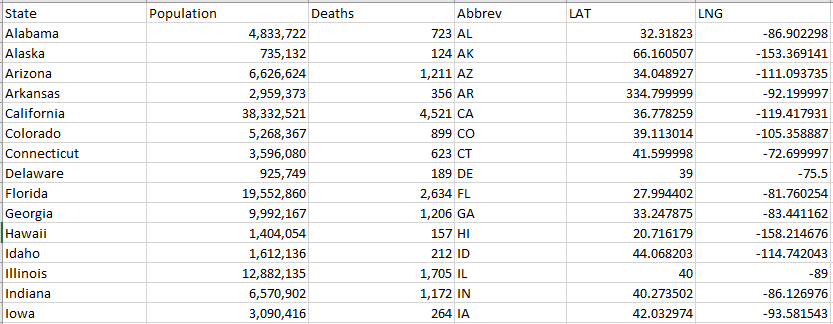 State Population Deaths Abbrev LAT LNG
Alabama 4,833,722 723 AL 32.31823 -86.902298
Alaska 735,132 124 AK 66.160507 -153.369141
Arizona 6,626,624 1,211 AZ 34.048927 -111.093735
Arkansas 2,959,373 356 AR 334.799999 -92.199997
California 38,332,521 4,521 CA 36.778259 -119.417931
Colorado 5,268,367 899 CO 39.113014 -105.358887
Connecticut 3,596,080 623 CT 41.599998 -72.699997
Delaware 925,749 189 DE 39 -75.5
Florida 19,552,860 2,634 FL 27.994402 -81.760254
Georgia 9,992,167 1,206 GA 33.247875 -83.441162
Hawaii 1,404,054 157 HI 20.716179 -158.214676
Idaho 1,612,136 212 ID 44.068203 -114.742043
Illinois 12,882,135 1,705 IL 40 -89
Indiana 6,570,902 1,172 IN 40.273502 -86.126976
Iowa 3,090,416 264 IA 42.032974 -93.581543